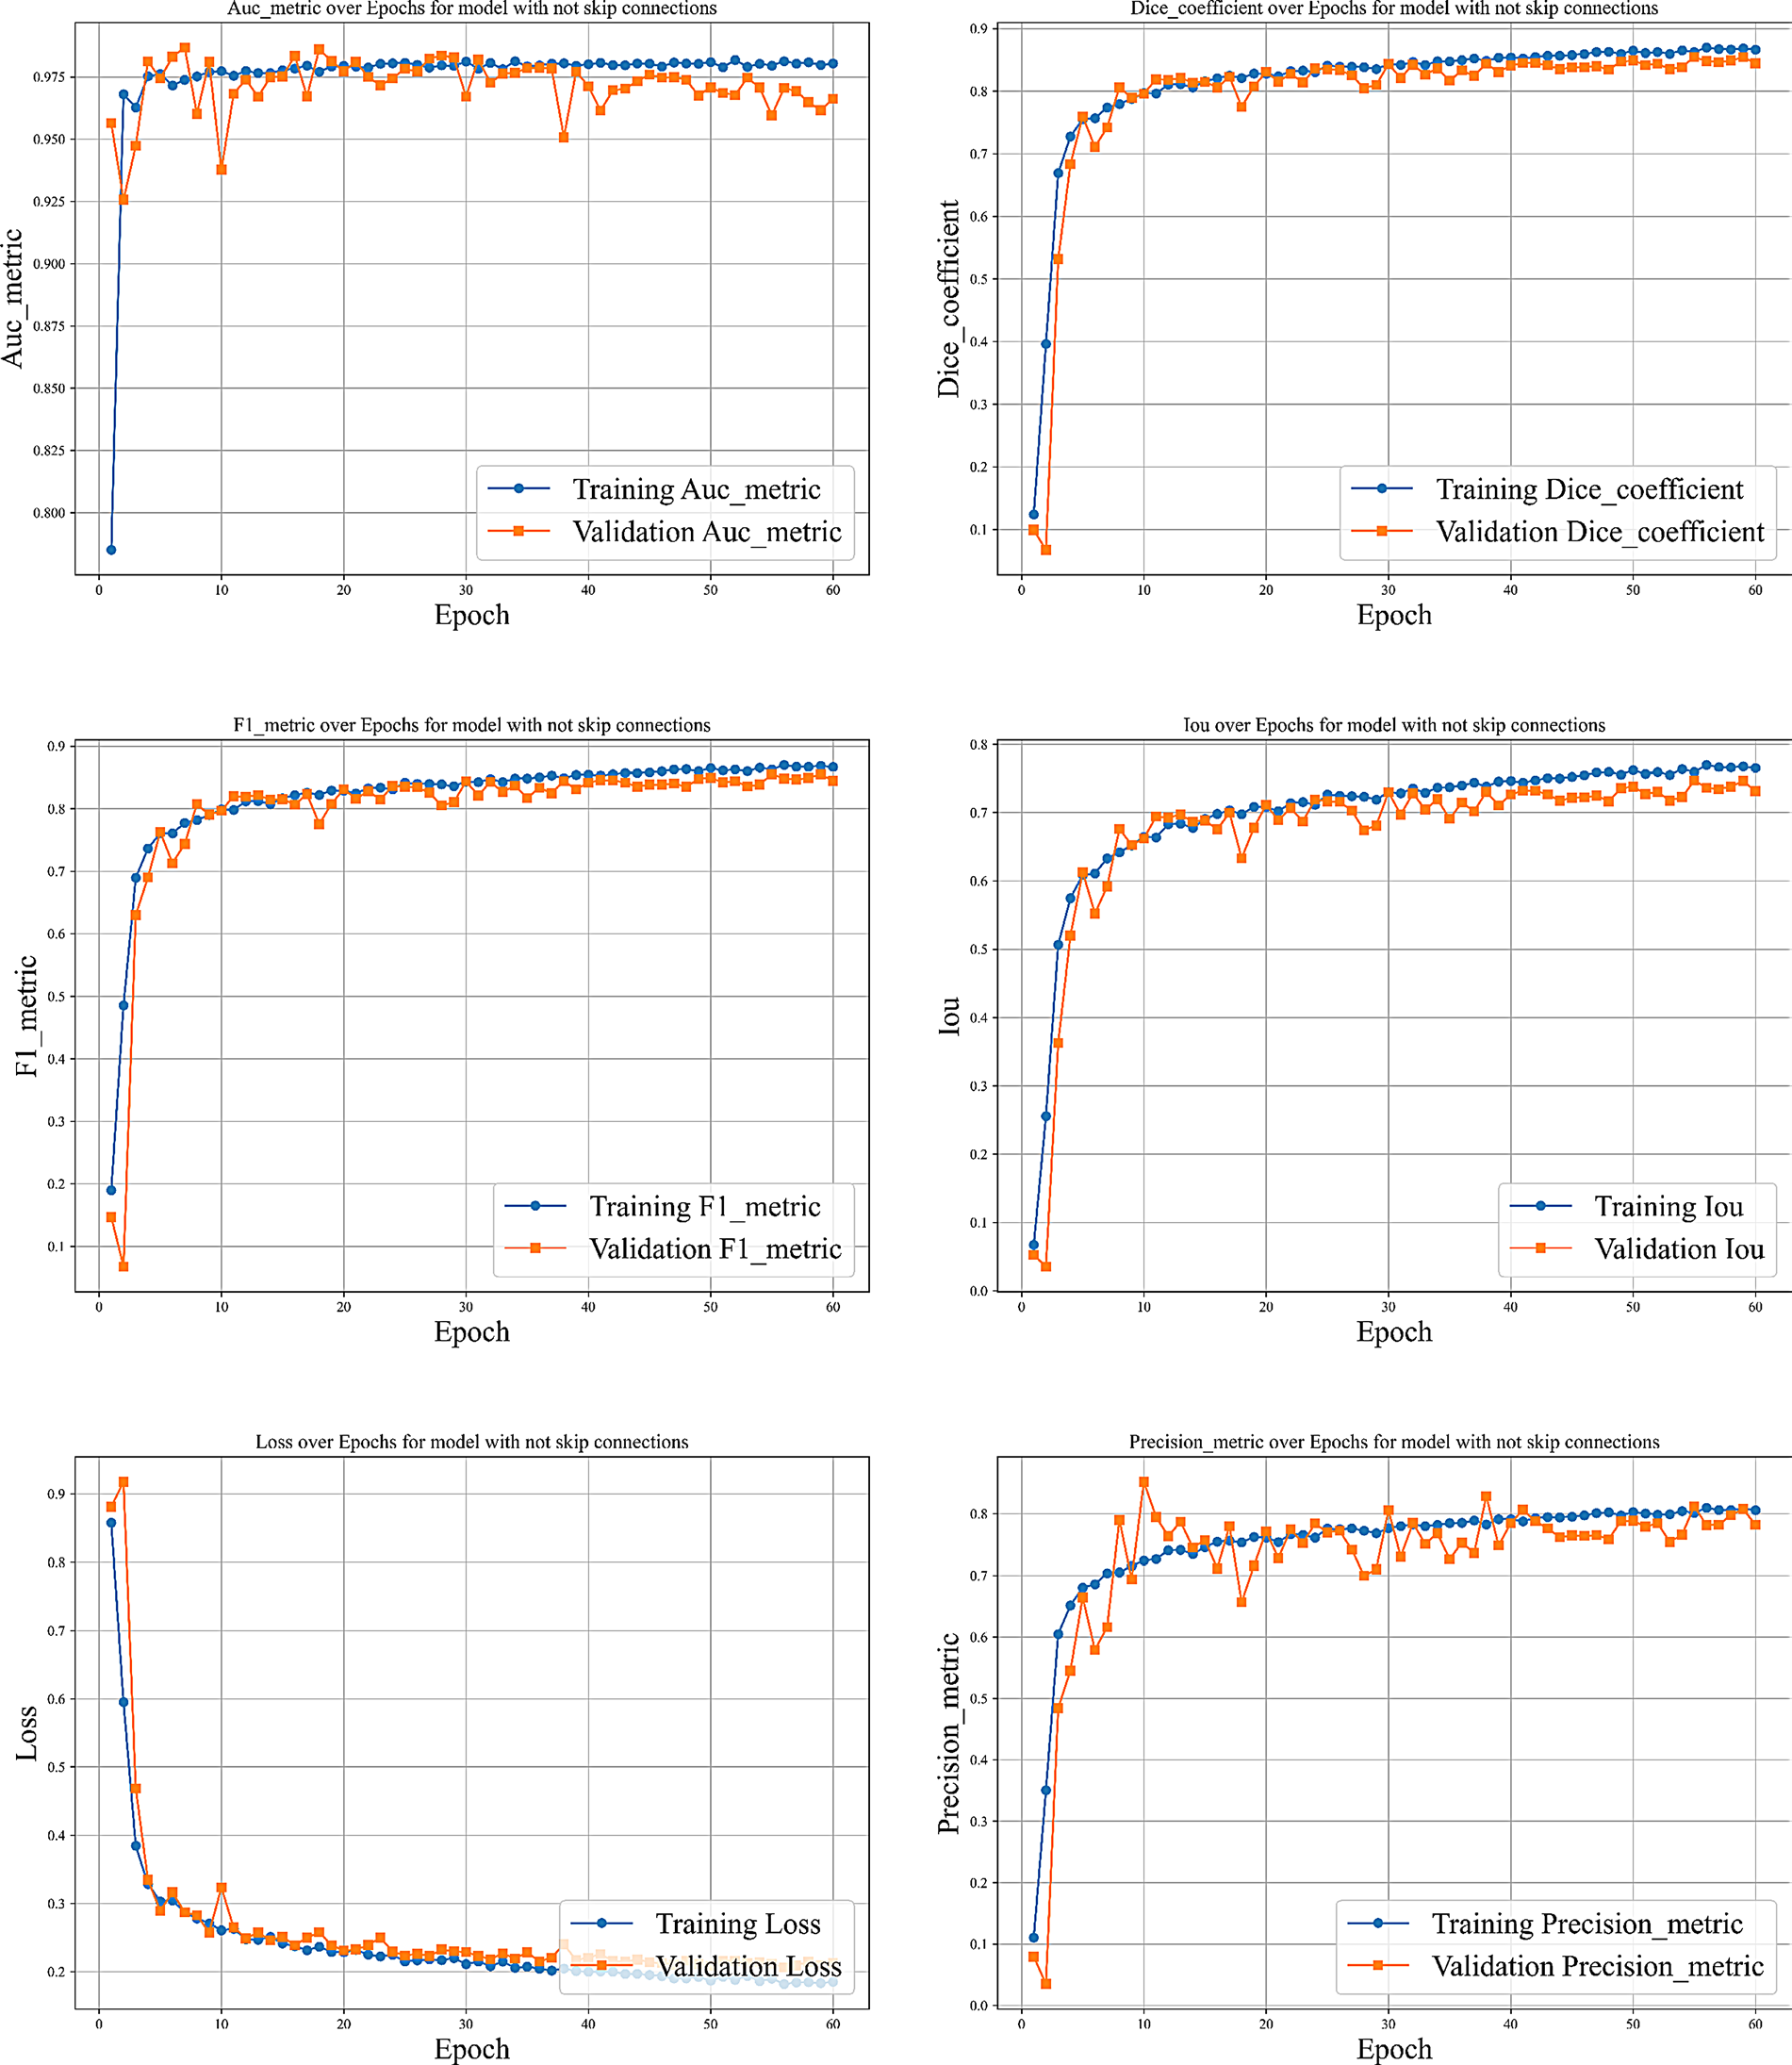 Auc_metric over Epochs for model with not skip connections
0.975
0.950
0.925
0.900
0.875
0.850
0.825
0.800
Auc_metric
Training Auc_metric
Validation Auc_metric
0 10 20 30 40 50 60
Epoch
Dice_coefficient over Epochs for model with not skip connections
0.9
0.8
0.7
0.6
0.5
0.4
0.3
0.2
0.1
Dice_coefficient
Training Dice_coefficient
Validation Dice_coefficient
0 10 20 30 40 50 60
Epoch
F1_metric over Epochs for model with not skip connections
0.9
0.8
0.7
0.6
0.5
0.4
0.3
0.2
0.1
F1_metric
Training F1_metric
Validation F1_metric
0 10 20 30 40 50 60
Epoch
Iou over Epochs for model with not skip connections
0.8
0.7
0.6
0.5
0.4
0.3
0.2
0.1
0.0
Iou
Training Iou
Validation Iou
0 10 20 30 40 50 60
Epoch
Loss over Epochs for model with not skip connections
0.9
0.8
0.7
0.6
0.5
0.4
0.3
0.2
Loss
Training Loss
Validation Loss
0 10 20 30 40 50 60
Epoch
Precision_metric over Epochs for model with not skip connections
0.8
0.7
0.6
0.5
0.4
0.3
0.2
0.1
0.0
Precision_metric
Training Precision_metric
Validation Precision_metric
0 10 20 30 40 50 60
Epoch